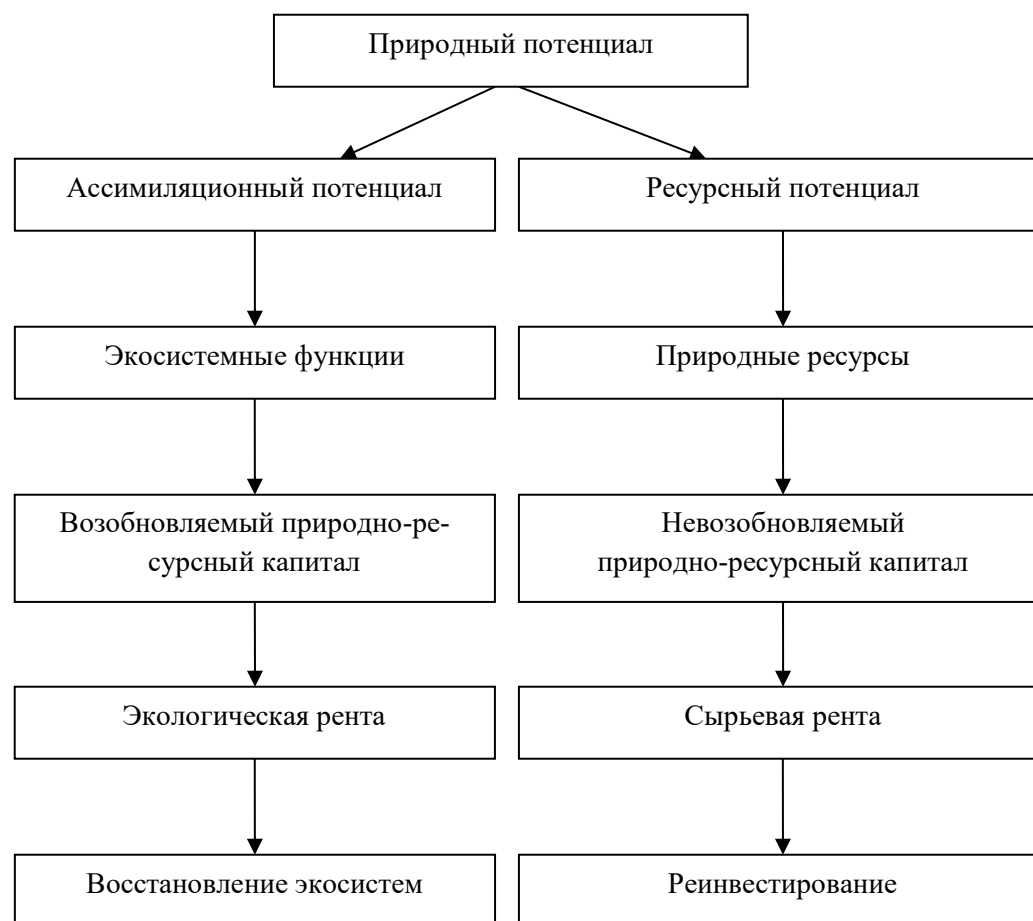 Природный потенциал
Ассимиляционный потенциал
Ресурсный потенциал
Экосистемные функции
Природные ресурсы
Возобновляемый природно-ре-
сурсный капитал
Невозобновляемый
природно-ресурсный капитал
Экологическая рента
Сырьевая рента
Восстановление экосистем
Реинвестирование